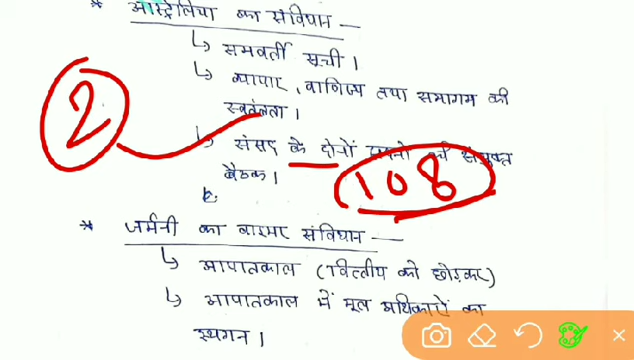 * आस्ट्रेलिया का संविधान —
↳ समवर्ती सूची।
↳ व्यापार, वाणिज्य तथा समागम की
स्वतंत्रता।
2
↳ संसद के दोनों सदनो की संयुक्त
बैठक।
108
* जर्मनी का वाइमर संविधान —
↳ आपातकाल (वित्तीय को छोड़कर)
↳ आपातकाल में मूल अधिकारों का
स्थगन।